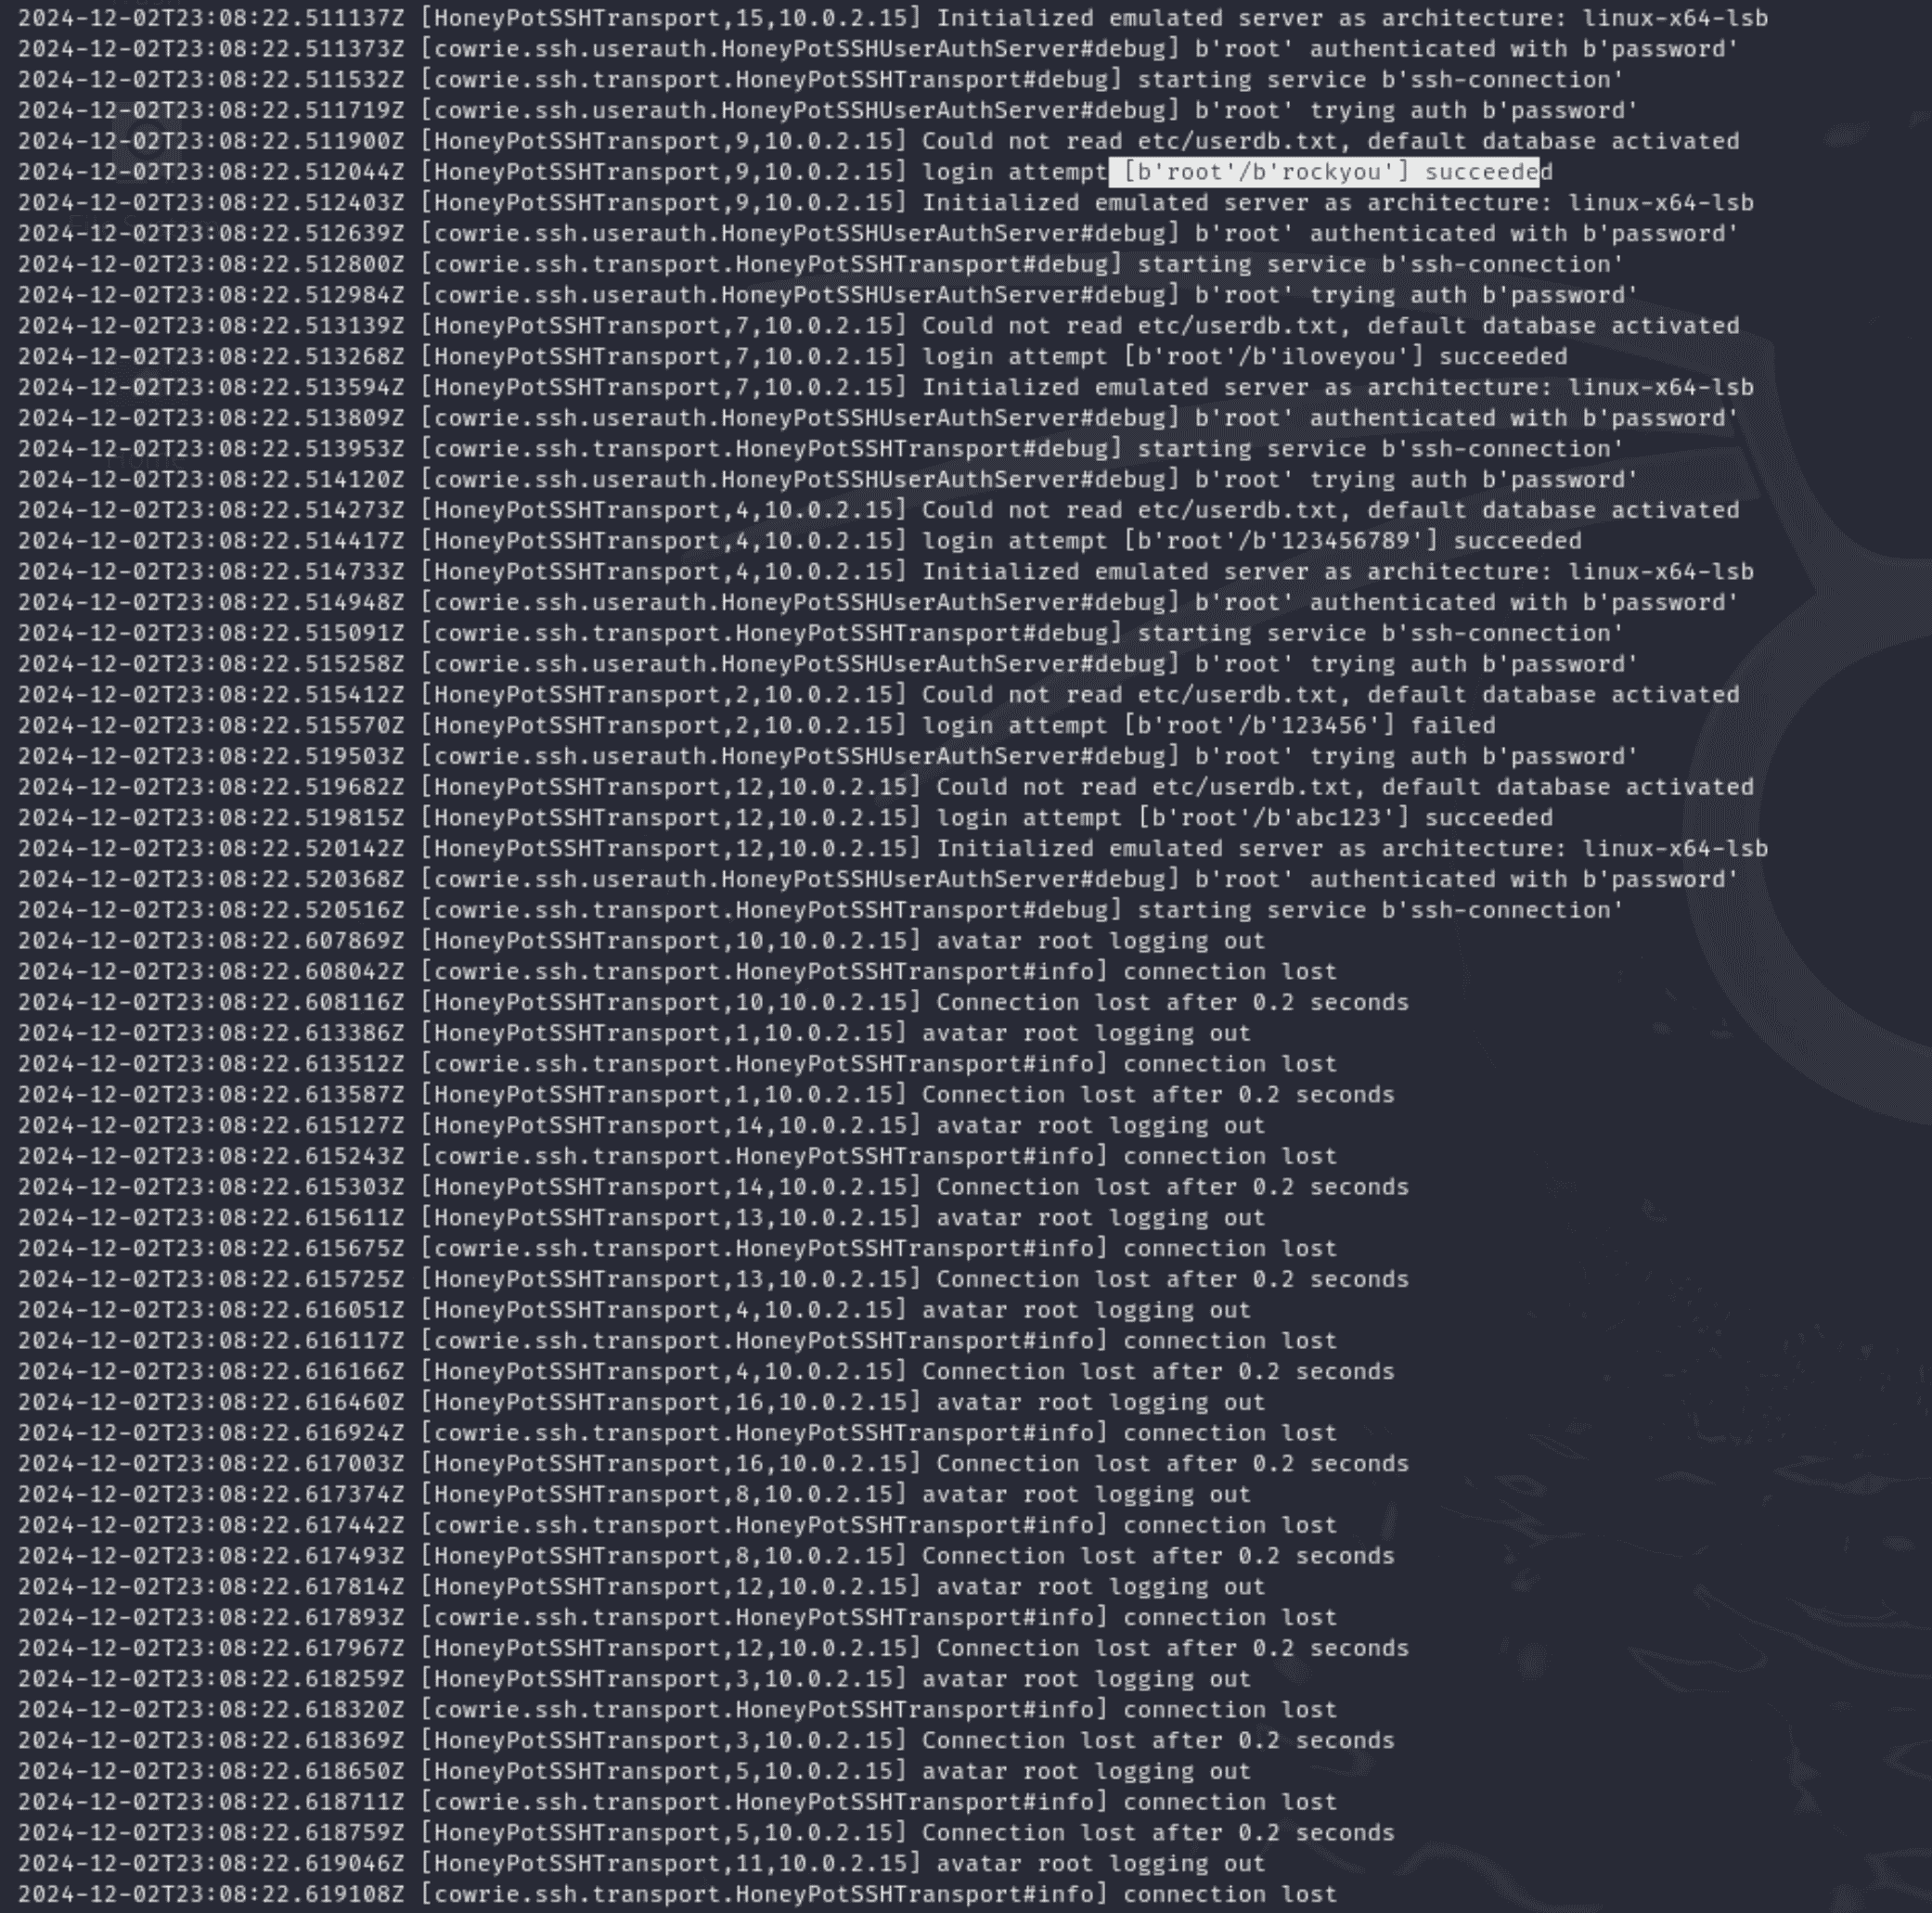 2024-12-02T23:08:22.511137Z [HoneyPotSSHTransport,15,10.0.2.15] Initialized emulated server as architecture: linux-x64-lsb
2024-12-02T23:08:22.511373Z [cowrie.ssh.userauth.HoneyPotSSHUserAuthServer#debug] b'root' authenticated with b'password'
2024-12-02T23:08:22.511532Z [cowrie.ssh.transport.HoneyPotSSHTransport#debug] starting service b'ssh-connection'
2024-12-02T23:08:22.511719Z [cowrie.ssh.userauth.HoneyPotSSHUserAuthServer#debug] b'root' trying auth b'password'
2024-12-02T23:08:22.511900Z [HoneyPotSSHTransport,9,10.0.2.15] Could not read etc/userdb.txt, default database activated
2024-12-02T23:08:22.512044Z [HoneyPotSSHTransport,9,10.0.2.15] login attempt [b'root'/b'rockyou'] succeeded
2024-12-02T23:08:22.512403Z [HoneyPotSSHTransport,9,10.0.2.15] Initialized emulated server as architecture: linux-x64-lsb
2024-12-02T23:08:22.512639Z [cowrie.ssh.userauth.HoneyPotSSHUserAuthServer#debug] b'root' authenticated with b'password'
2024-12-02T23:08:22.512800Z [cowrie.ssh.transport.HoneyPotSSHTransport#debug] starting service b'ssh-connection'
2024-12-02T23:08:22.512984Z [cowrie.ssh.userauth.HoneyPotSSHUserAuthServer#debug] b'root' trying auth b'password'
2024-12-02T23:08:22.513139Z [HoneyPotSSHTransport,7,10.0.2.15] Could not read etc/userdb.txt, default database activated
2024-12-02T23:08:22.513268Z [HoneyPotSSHTransport,7,10.0.2.15] login attempt [b'root'/b'iloveyou'] succeeded
2024-12-02T23:08:22.513594Z [HoneyPotSSHTransport,7,10.0.2.15] Initialized emulated server as architecture: linux-x64-lsb
2024-12-02T23:08:22.513809Z [cowrie.ssh.userauth.HoneyPotSSHUserAuthServer#debug] b'root' authenticated with b'password'
2024-12-02T23:08:22.513953Z [cowrie.ssh.transport.HoneyPotSSHTransport#debug] starting service b'ssh-connection'
2024-12-02T23:08:22.514120Z [cowrie.ssh.userauth.HoneyPotSSHUserAuthServer#debug] b'root' trying auth b'password'
2024-12-02T23:08:22.514273Z [HoneyPotSSHTransport,4,10.0.2.15] Could not read etc/userdb.txt, default database activated
2024-12-02T23:08:22.514417Z [HoneyPotSSHTransport,4,10.0.2.15] login attempt [b'root'/b'123456789'] succeeded
2024-12-02T23:08:22.514733Z [HoneyPotSSHTransport,4,10.0.2.15] Initialized emulated server as architecture: linux-x64-lsb
2024-12-02T23:08:22.514948Z [cowrie.ssh.userauth.HoneyPotSSHUserAuthServer#debug] b'root' authenticated with b'password'
2024-12-02T23:08:22.515091Z [cowrie.ssh.transport.HoneyPotSSHTransport#debug] starting service b'ssh-connection'
2024-12-02T23:08:22.515258Z [cowrie.ssh.userauth.HoneyPotSSHUserAuthServer#debug] b'root' trying auth b'password'
2024-12-02T23:08:22.515412Z [HoneyPotSSHTransport,2,10.0.2.15] Could not read etc/userdb.txt, default database activated
2024-12-02T23:08:22.515570Z [HoneyPotSSHTransport,2,10.0.2.15] login attempt [b'root'/b'123456'] failed
2024-12-02T23:08:22.519503Z [cowrie.ssh.userauth.HoneyPotSSHUserAuthServer#debug] b'root' trying auth b'password'
2024-12-02T23:08:22.519682Z [HoneyPotSSHTransport,12,10.0.2.15] Could not read etc/userdb.txt, default database activated
2024-12-02T23:08:22.519815Z [HoneyPotSSHTransport,12,10.0.2.15] login attempt [b'root'/b'abc123'] succeeded
2024-12-02T23:08:22.520142Z [HoneyPotSSHTransport,12,10.0.2.15] Initialized emulated server as architecture: linux-x64-lsb
2024-12-02T23:08:22.520368Z [cowrie.ssh.userauth.HoneyPotSSHUserAuthServer#debug] b'root' authenticated with b'password'
2024-12-02T23:08:22.520516Z [cowrie.ssh.transport.HoneyPotSSHTransport#debug] starting service b'ssh-connection'
2024-12-02T23:08:22.607869Z [HoneyPotSSHTransport,10,10.0.2.15] avatar root logging out
2024-12-02T23:08:22.608042Z [cowrie.ssh.transport.HoneyPotSSHTransport#info] connection lost
2024-12-02T23:08:22.608116Z [HoneyPotSSHTransport,10,10.0.2.15] Connection lost after 0.2 seconds
2024-12-02T23:08:22.613386Z [HoneyPotSSHTransport,1,10.0.2.15] avatar root logging out
2024-12-02T23:08:22.613512Z [cowrie.ssh.transport.HoneyPotSSHTransport#info] connection lost
2024-12-02T23:08:22.613587Z [HoneyPotSSHTransport,1,10.0.2.15] Connection lost after 0.2 seconds
2024-12-02T23:08:22.615127Z [HoneyPotSSHTransport,14,10.0.2.15] avatar root logging out
2024-12-02T23:08:22.615243Z [cowrie.ssh.transport.HoneyPotSSHTransport#info] connection lost
2024-12-02T23:08:22.615303Z [HoneyPotSSHTransport,14,10.0.2.15] Connection lost after 0.2 seconds
2024-12-02T23:08:22.615611Z [HoneyPotSSHTransport,13,10.0.2.15] avatar root logging out
2024-12-02T23:08:22.615675Z [cowrie.ssh.transport.HoneyPotSSHTransport#info] connection lost
2024-12-02T23:08:22.615725Z [HoneyPotSSHTransport,13,10.0.2.15] Connection lost after 0.2 seconds
2024-12-02T23:08:22.616051Z [HoneyPotSSHTransport,4,10.0.2.15] avatar root logging out
2024-12-02T23:08:22.616117Z [cowrie.ssh.transport.HoneyPotSSHTransport#info] connection lost
2024-12-02T23:08:22.616166Z [HoneyPotSSHTransport,4,10.0.2.15] Connection lost after 0.2 seconds
2024-12-02T23:08:22.616460Z [HoneyPotSSHTransport,16,10.0.2.15] avatar root logging out
2024-12-02T23:08:22.616924Z [cowrie.ssh.transport.HoneyPotSSHTransport#info] connection lost
2024-12-02T23:08:22.617003Z [HoneyPotSSHTransport,16,10.0.2.15] Connection lost after 0.2 seconds
2024-12-02T23:08:22.617374Z [HoneyPotSSHTransport,8,10.0.2.15] avatar root logging out
2024-12-02T23:08:22.617442Z [cowrie.ssh.transport.HoneyPotSSHTransport#info] connection lost
2024-12-02T23:08:22.617493Z [HoneyPotSSHTransport,8,10.0.2.15] Connection lost after 0.2 seconds
2024-12-02T23:08:22.617814Z [HoneyPotSSHTransport,12,10.0.2.15] avatar root logging out
2024-12-02T23:08:22.617893Z [cowrie.ssh.transport.HoneyPotSSHTransport#info] connection lost
2024-12-02T23:08:22.617967Z [HoneyPotSSHTransport,12,10.0.2.15] Connection lost after 0.2 seconds
2024-12-02T23:08:22.618259Z [HoneyPotSSHTransport,3,10.0.2.15] avatar root logging out
2024-12-02T23:08:22.618320Z [cowrie.ssh.transport.HoneyPotSSHTransport#info] connection lost
2024-12-02T23:08:22.618369Z [HoneyPotSSHTransport,3,10.0.2.15] Connection lost after 0.2 seconds
2024-12-02T23:08:22.618650Z [HoneyPotSSHTransport,5,10.0.2.15] avatar root logging out
2024-12-02T23:08:22.618711Z [cowrie.ssh.transport.HoneyPotSSHTransport#info] connection lost
2024-12-02T23:08:22.618759Z [HoneyPotSSHTransport,5,10.0.2.15] Connection lost after 0.2 seconds
2024-12-02T23:08:22.619046Z [HoneyPotSSHTransport,11,10.0.2.15] avatar root logging out
2024-12-02T23:08:22.619108Z [cowrie.ssh.transport.HoneyPotSSHTransport#info] connection lost